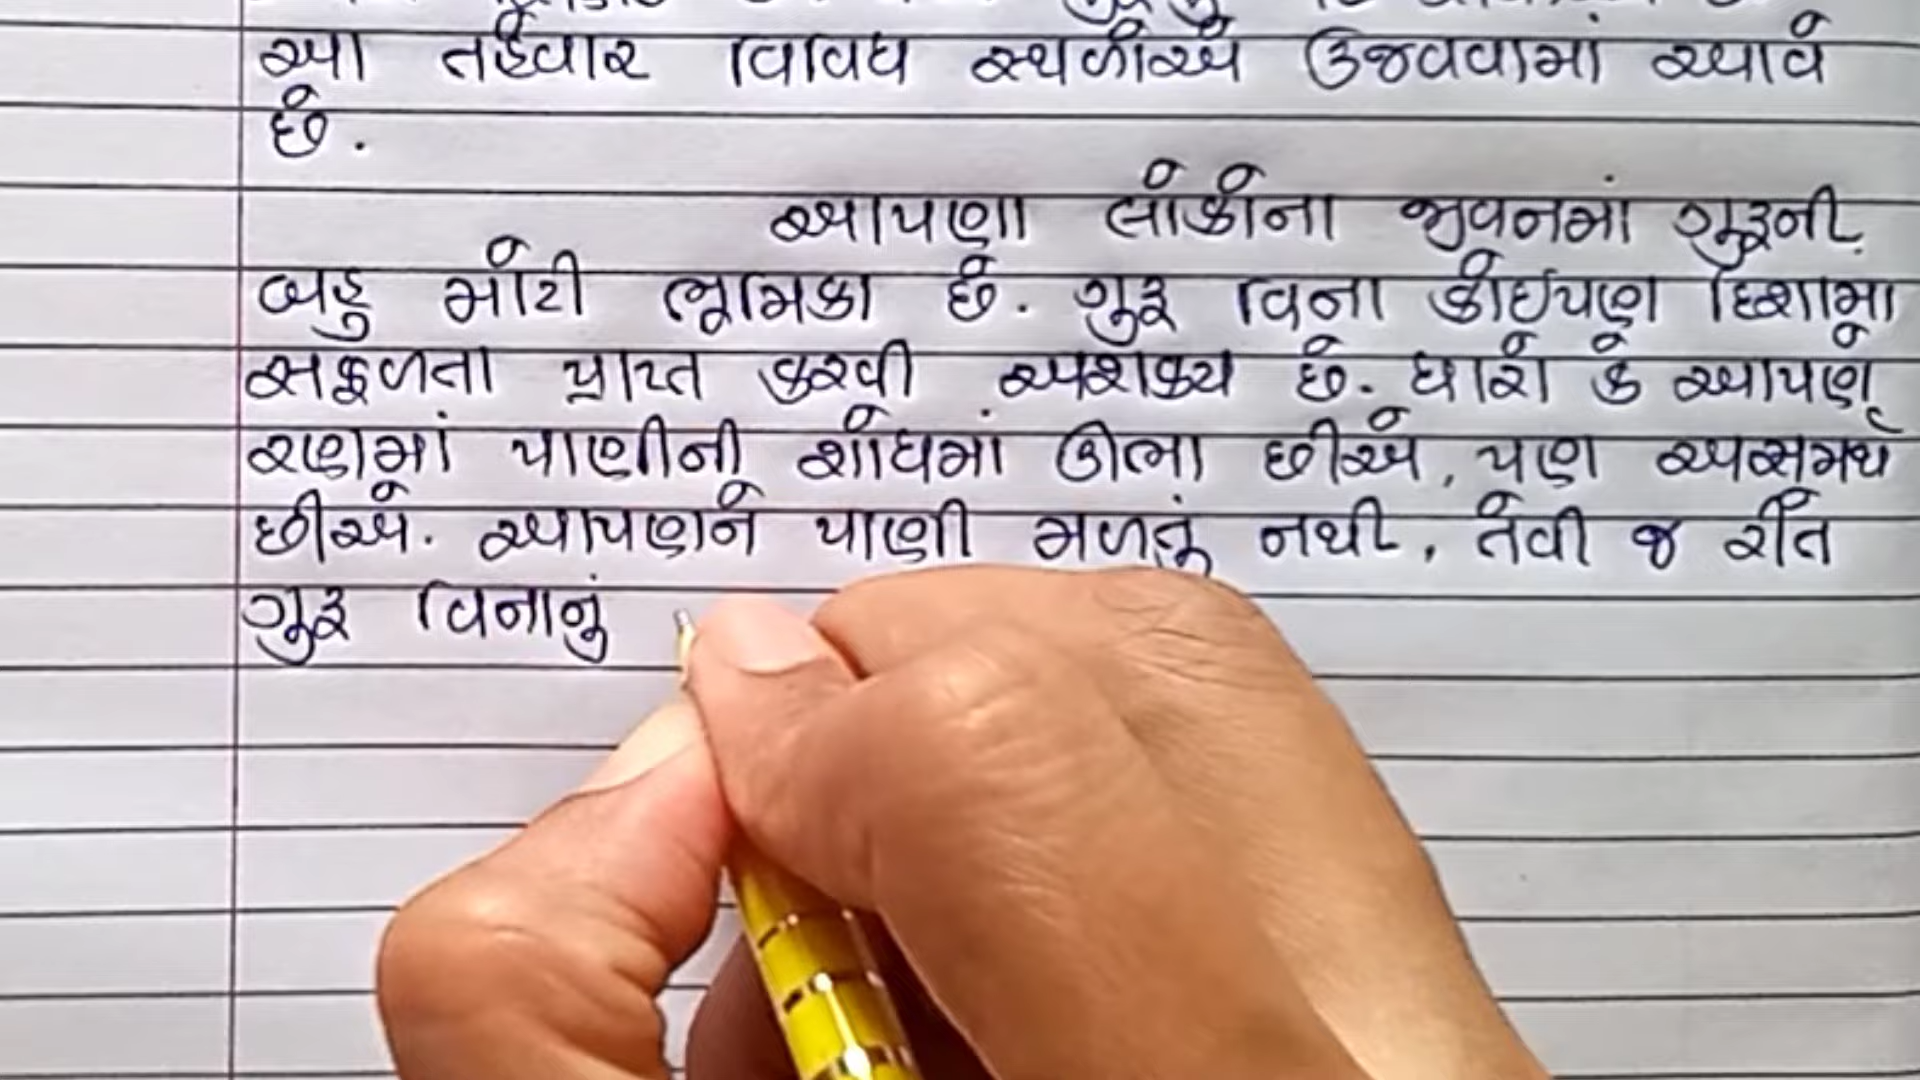 આ તહેવાર વિવિધ સ્થળોએ ઉજવવામાં આવે
છે.
આપણા લોકોના જીવનમાં ગુરૂની
બહુ મોટી ભૂમિકા છે. ગુરૂ વિના કોઈપણ દિશામાં
સફળતા પ્રાપ્ત કરવી અશક્ય છે. ધારો કે આપણે
રણમાં પાણીની શોધમાં ઊભા છીએ, પણ અસમર્થ
છીએ. આપણને પાણી મળતું નથી, તેવી જ રીતે
ગુરૂ વિનાનું